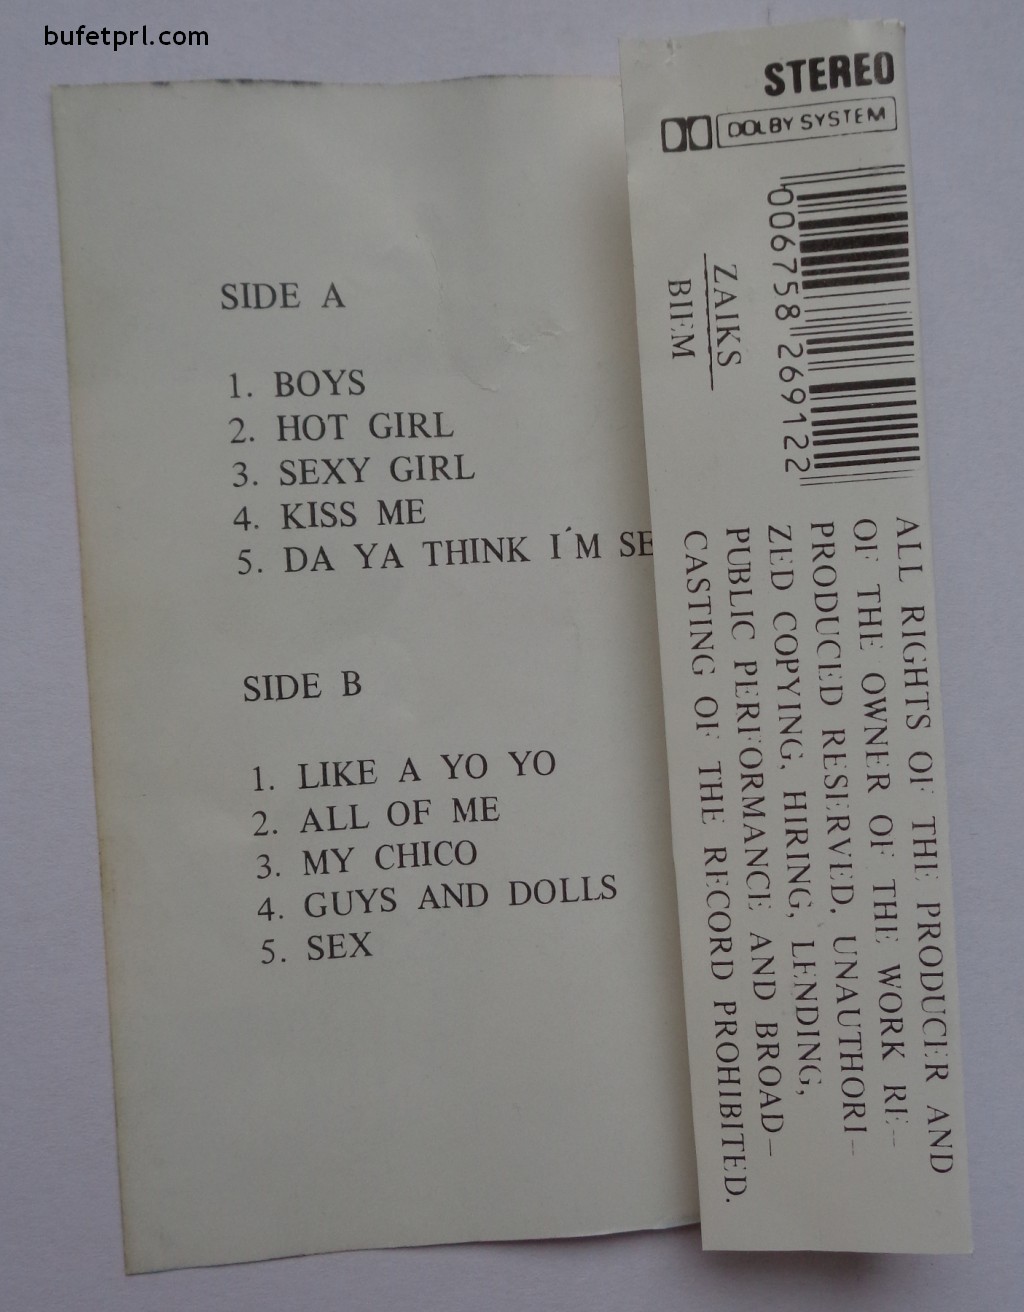 bufetprl.com
SIDE A
1. BOYS
2. HOT GIRL
3. SEXY GIRL
4. KISS ME
5. DA YA THINK I´M SE
SIDE B
1. LIKE A YO YO
2. ALL OF ME
3. MY CHICO
4. GUYS AND DOLLS
5. SEX
STEREO
DOLBY SYSTEM
006758 269122
ZAIKS
BIEM
ALL RIGHTS OF THE PRODUCER AND
OF THE OWNER OF THE WORK RE-
PRODUCED RESERVED. UNAUTHORI-
ZED COPYING, HIRING, LENDING,
PUBLIC PERFORMANCE AND BROAD-
CASTING OF THE RECORD PROHIBITED.